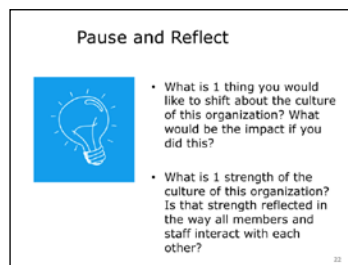 Pause and Reflect
• What is 1 thing you would
like to shift about the culture
of this organization? What
would be the impact if you
did this?
• What is 1 strength of the
culture of this organization?
Is that strength reflected in
the way all members and
staff interact with each
other?
22